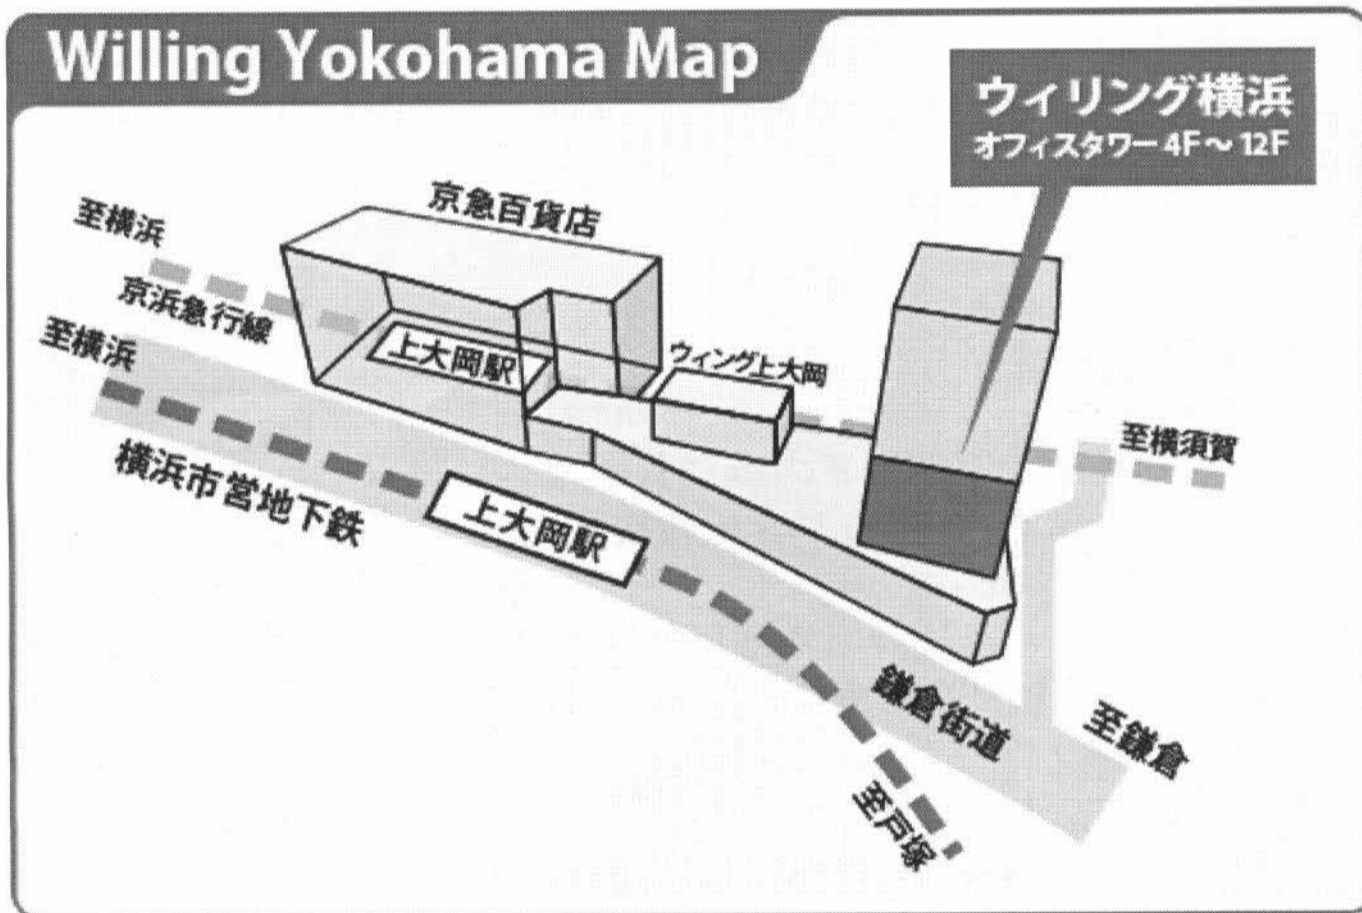 Willing Yokohama Map
ウィリング横浜
オフィスタワー 4F～12F
京急百貨店
至横浜
京浜急行線
至横浜
上大岡駅
ウィング上大岡
至横須賀
横浜市営地下鉄
上大岡駅
鎌倉街道
至鎌倉
至戸塚